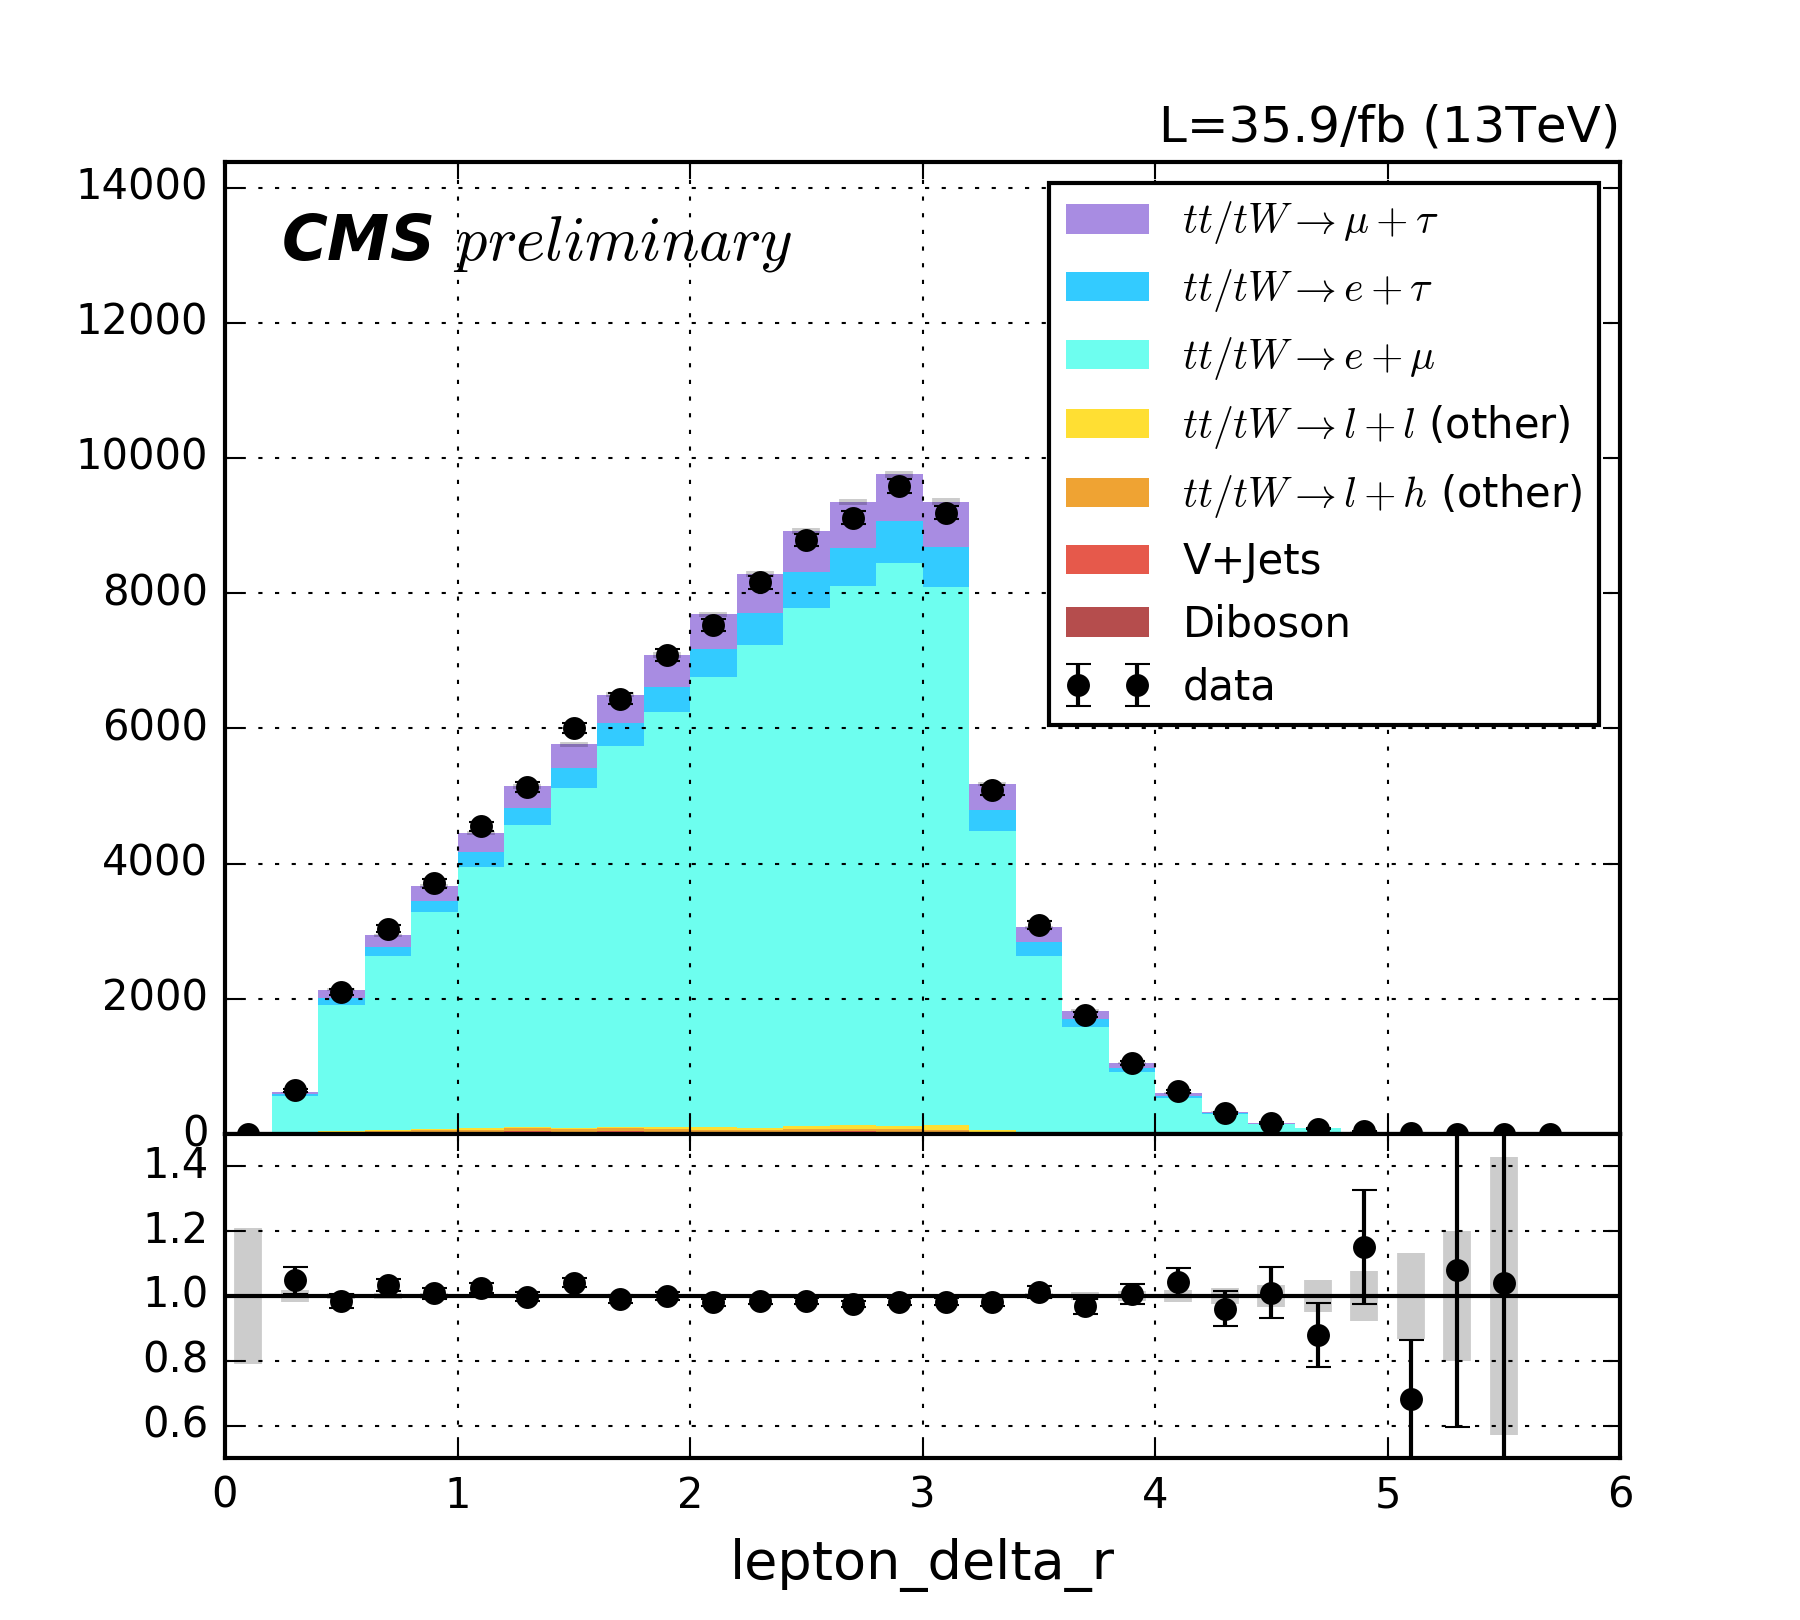 L=35.9/fb (13TeV)
14000
12000
10000
8000
6000
4000
2000
0
CMS preliminary
tt/tW → μ + τ
tt/tW → e + τ
tt/tW → e + μ
tt/tW → l + l (other)
tt/tW → l + h (other)
V+Jets
Diboson
data
1.4
1.2
1.0
0.8
0.6
0 1 2 3 4 5 6
lepton_delta_r